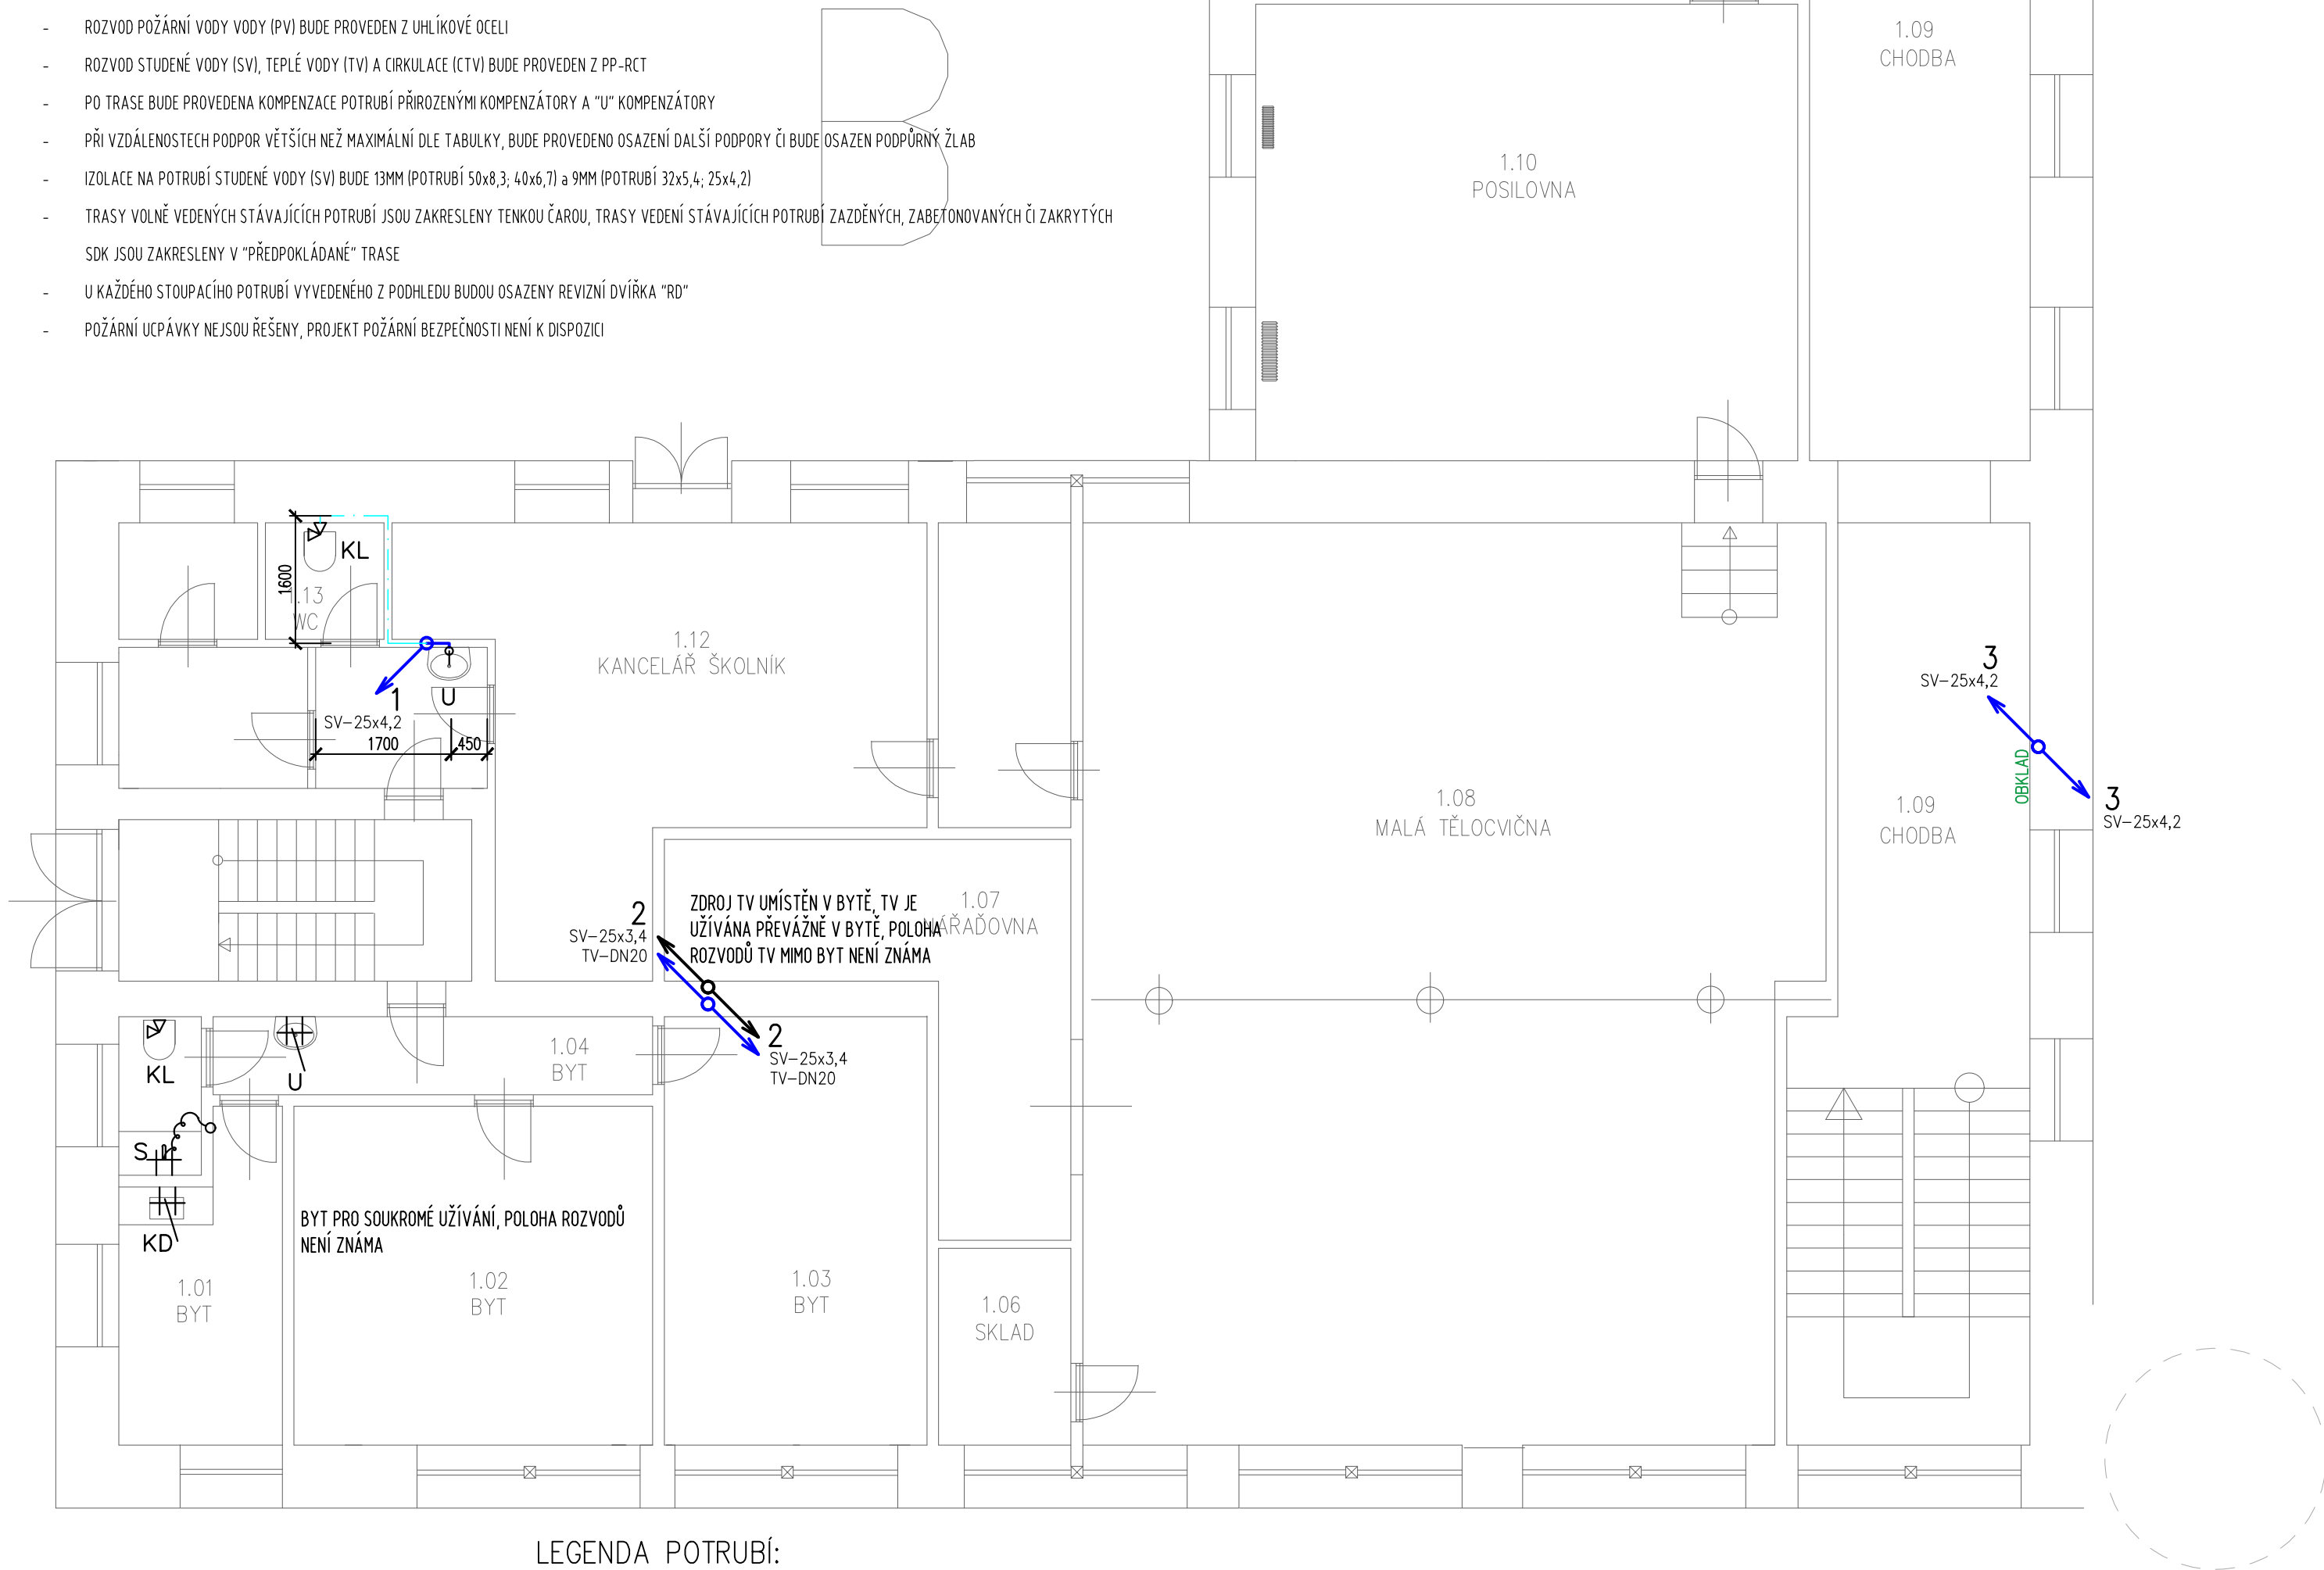 - ROZVOD POŽÁRNÍ VODY VODY (PV) BUDE PROVEDEN Z UHLÍKOVÉ OCELI
- ROZVOD STUDENÉ VODY (SV), TEPLÉ VODY (TV) A CIRKULACE (CTV) BUDE PROVEDEN Z PP-RCT
- PO TRASE BUDE PROVEDENA KOMPENZACE POTRUBÍ PŘIROZENÝMI KOMPENZÁTORY A "U" KOMPENZÁTORY
- PŘI VZDÁLENOSTECH PODPOR VĚTŠÍCH NEŽ MAXIMÁLNÍ DLE TABULKY, BUDE PROVEDENO OSAZENÍ DALŠÍ PODPORY ČI BUDE OSAZEN PODPŮRNÝ ŽLAB
- IZOLACE NA POTRUBÍ STUDENÉ VODY (SV) BUDE 13MM (POTRUBÍ 50x8,3; 40x6,7) a 9MM (POTRUBÍ 32x5,4; 25x4,2)
- TRASY VOLNĚ VEDENÝCH STÁVAJÍCÍCH POTRUBÍ JSOU ZAKRESLENY TENKOU ČAROU, TRASY VEDENÍ STÁVAJÍCÍCH POTRUBÍ ZAZDĚNÝCH, ZABETONOVANÝCH ČI ZAKRYTÝCH
SDK JSOU ZAKRESLENY V "PŘEDPOKLÁDANÉ" TRASE
- U KAŽDÉHO STOUPACÍHO POTRUBÍ VYVEDENÉHO Z PODHLEDU BUDOU OSAZENY REVIZNÍ DVÍŘKA "RD"
- POŽÁRNÍ UCPÁVKY NEJSOU ŘEŠENY, PROJEKT POŽÁRNÍ BEZPEČNOSTI NENÍ K DISPOZICI
1.09
CHODBA
1.10
POSILOVNA
KL
1600
1.13
WC
1.12
KANCELÁŘ ŠKOLNÍK
1
SV-25x4,2
U
1700
450
3
SV-25x4,2
OBKLAD
3
SV-25x4,2
1.09
CHODBA
1.08
MALÁ TĚLOCVIČNA
2
SV-25x3,4
TV-DN20
ZDROJ TV UMÍSTĚN V BYTĚ, TV JE
UŽÍVÁNA PŘEVÁŽNĚ V BYTĚ, POLOHA
ROZVODŮ TV MIMO BYT NENÍ ZNÁMA
1.07
NÁŘAĎOVNA
2
SV-25x3,4
TV-DN20
1.04
BYT
KL
U
S
KD
BYT PRO SOUKROMÉ UŽÍVÁNÍ, POLOHA ROZVODŮ
NENÍ ZNÁMA
1.01
BYT
1.02
BYT
1.03
BYT
1.06
SKLAD
LEGENDA POTRUBÍ: